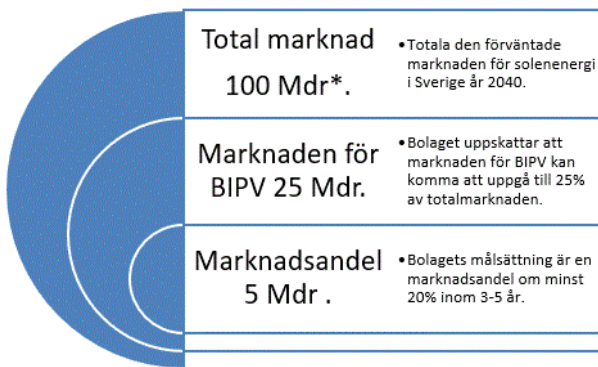 Total marknad
100 Mdr*.
•Totala den förväntade
marknaden för solenenergi
i Sverige år 2040.
Marknaden för
BIPV 25 Mdr.
•Bolaget uppskattar att
marknaden för BIPV kan
komma att uppgå till 25%
av totalmarknaden.
Marknadsandel
5 Mdr .
•Bolagets målsättning är en
marknadsandel om minst
20% inom 3-5 år.